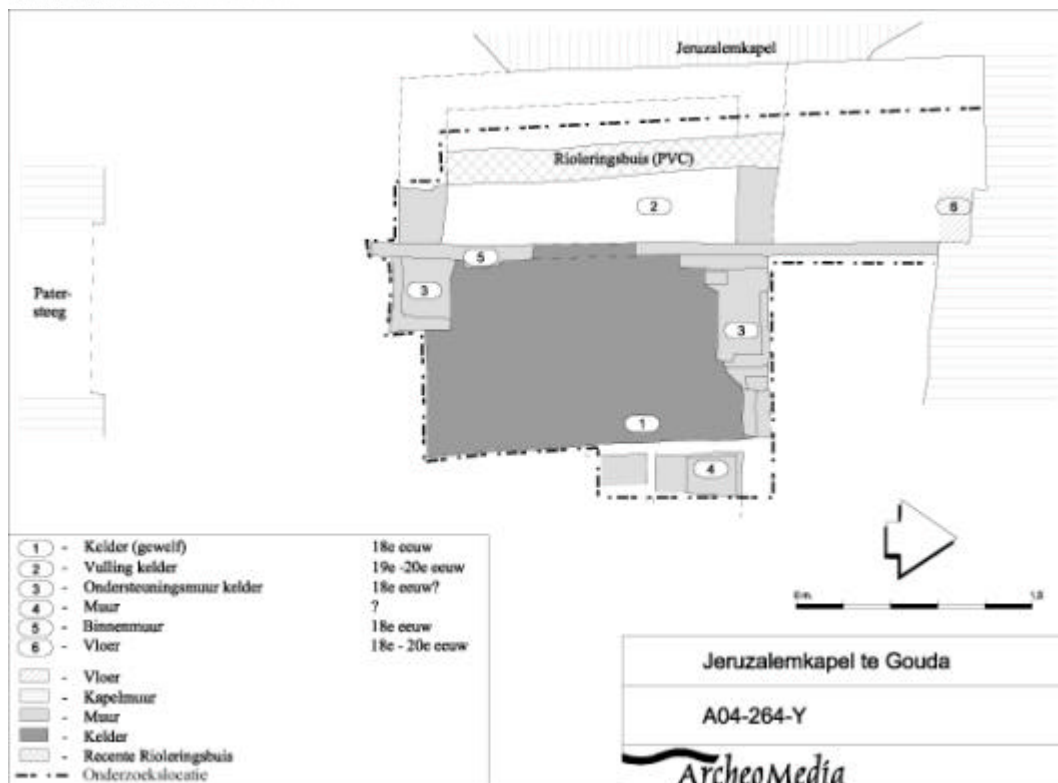 Jeruzalemkapel
Rioleringsbuis (PVC)
2
6
5
3
Pater-
steeg
3
1
4
1 - Kelder (gewelf) 18e eeuw
2 - Vulling kelder 19e -20e eeuw
3 - Ondersteuningsmuur kelder 18e eeuw?
4 - Muur ?
5 - Binnenmuur 18e eeuw
6 - Vloer 18e - 20e eeuw
- Vloer
- Kapelmuur
- Muur
- Kelder
- Recente Rioleringsbuis
Onderzoekslocatie
0 m.
Jeruzalemkapel te Gouda
A04-264-Y
ArcheoMedia